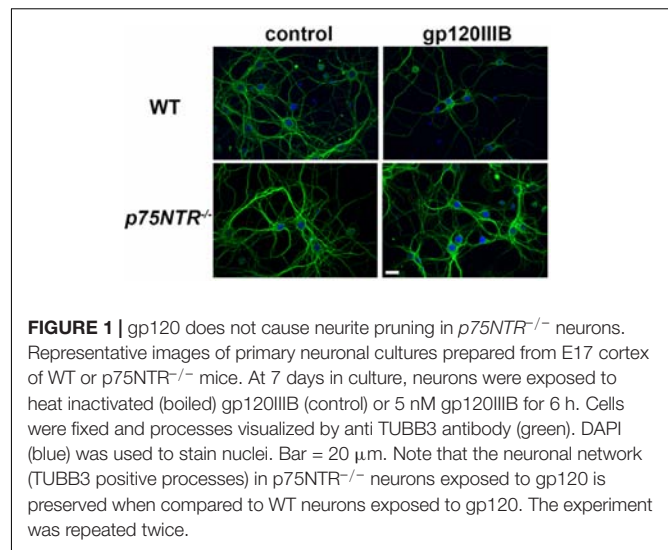 control gp120IIIB
WT
p75NTR-/-
FIGURE 1 | gp120 does not cause neurite pruning in p75NTR−/− neurons.
Representative images of primary neuronal cultures prepared from E17 cortex
of WT or p75NTR−/− mice. At 7 days in culture, neurons were exposed to
heat inactivated (boiled) gp120IIIB (control) or 5 nM gp120IIIB for 6 h. Cells
were fixed and processes visualized by anti TUBB3 antibody (green). DAPI
(blue) was used to stain nuclei. Bar = 20 μm. Note that the neuronal network
(TUBB3 positive processes) in p75NTR−/− neurons exposed to gp120 is
preserved when compared to WT neurons exposed to gp120. The experiment
was repeated twice.